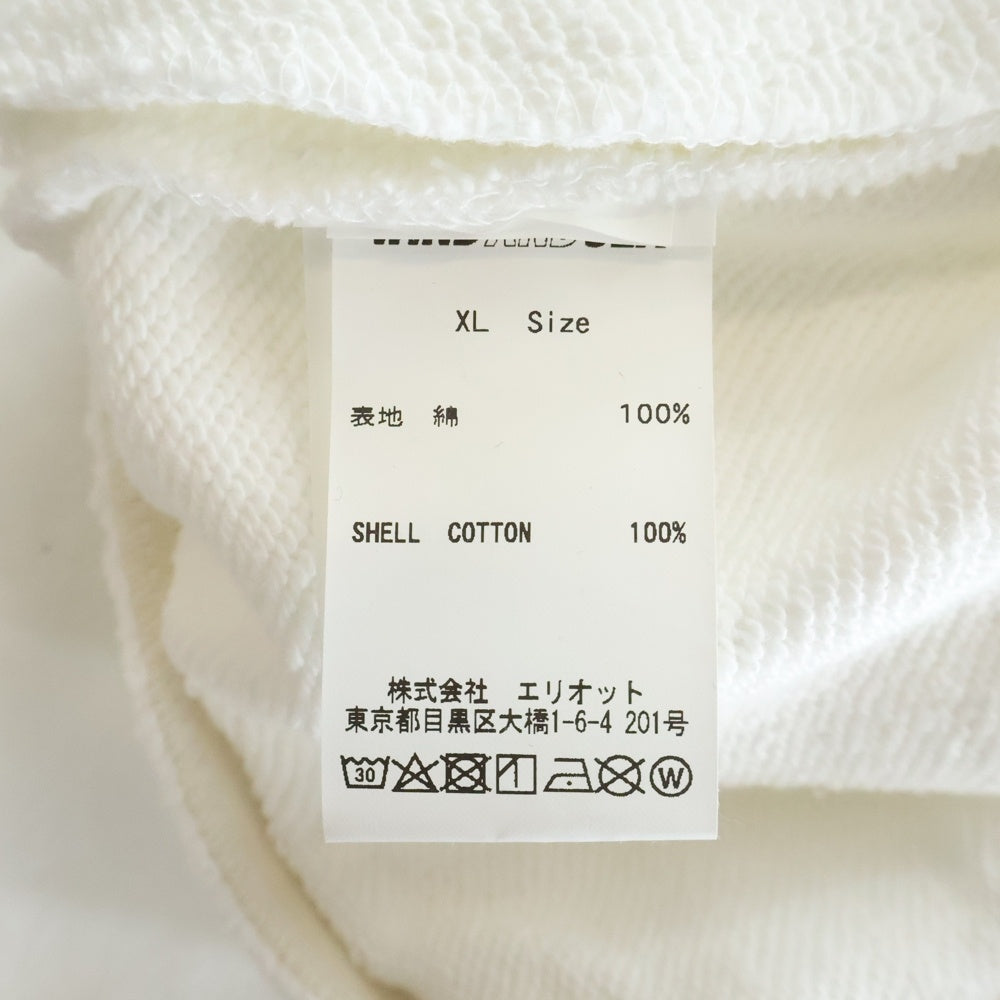 XL Size
表地 綿 100%
SHELL COTTON 100%
株式会社 エリオット
東京都目黒区大橋1-6-4 201号
30 W